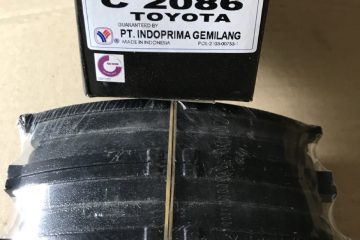 C 2086
TOYOTA
GUARANTEED BY
PT. INDOPRIMA GEMILANG
MADE IN INDONESIA